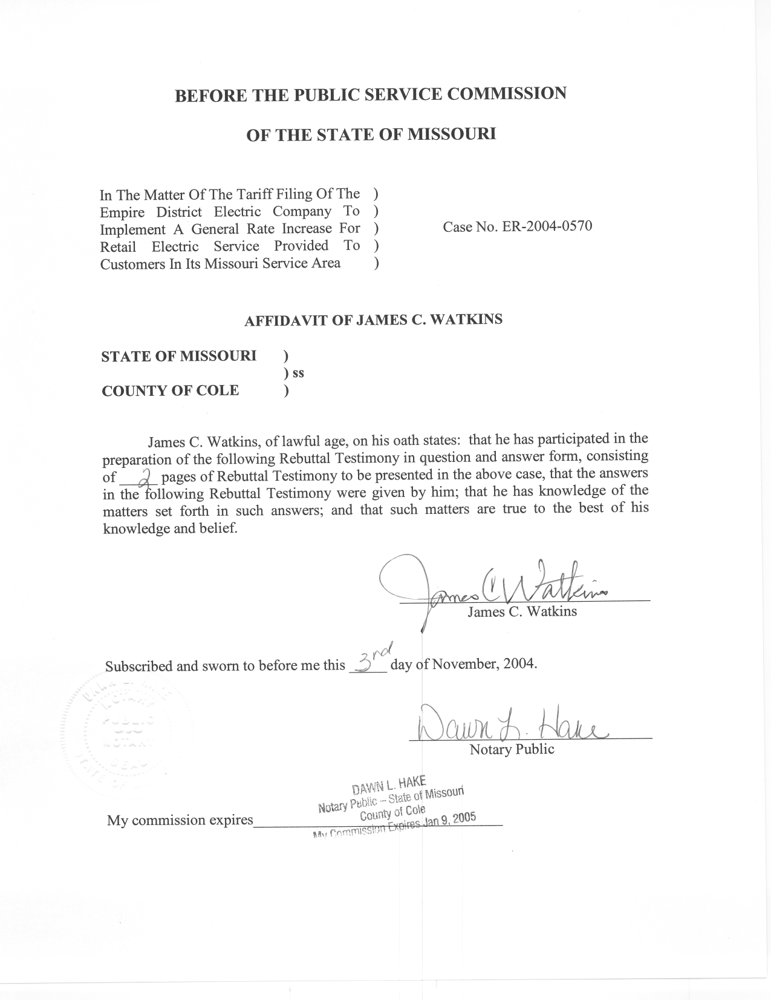 BEFORE THE PUBLIC SERVICE COMMISSION
OF THE STATE OF MISSOURI
In The Matter Of The Tariff Filing Of The )
Empire District Electric Company To )
Implement A General Rate Increase For )
Retail Electric Service Provided To )
Customers In Its Missouri Service Area )
Case No. ER-2004-0570
AFFIDAVIT OF JAMES C. WATKINS
STATE OF MISSOURI )
) ss
COUNTY OF COLE )
James C. Watkins, of lawful age, on his oath states: that he has participated in the
preparation of the following Rebuttal Testimony in question and answer form, consisting
of 2 pages of Rebuttal Testimony to be presented in the above case, that the answers
in the following Rebuttal Testimony were given by him; that he has knowledge of the
matters set forth in such answers; and that such matters are true to the best of his
knowledge and belief.
James C Watkins
James C. Watkins
Subscribed and sworn to before me this 3rd day of November, 2004.
DAWN L. HAKE
NOTARY
PUBLIC
NOTARY
SEAL
STATE OF
Dawn L. Hake
Notary Public
DAWN L. HAKE
Notary Public – State of Missouri
County of Cole
My Commission Expires Jan 9, 2005
My commission expires